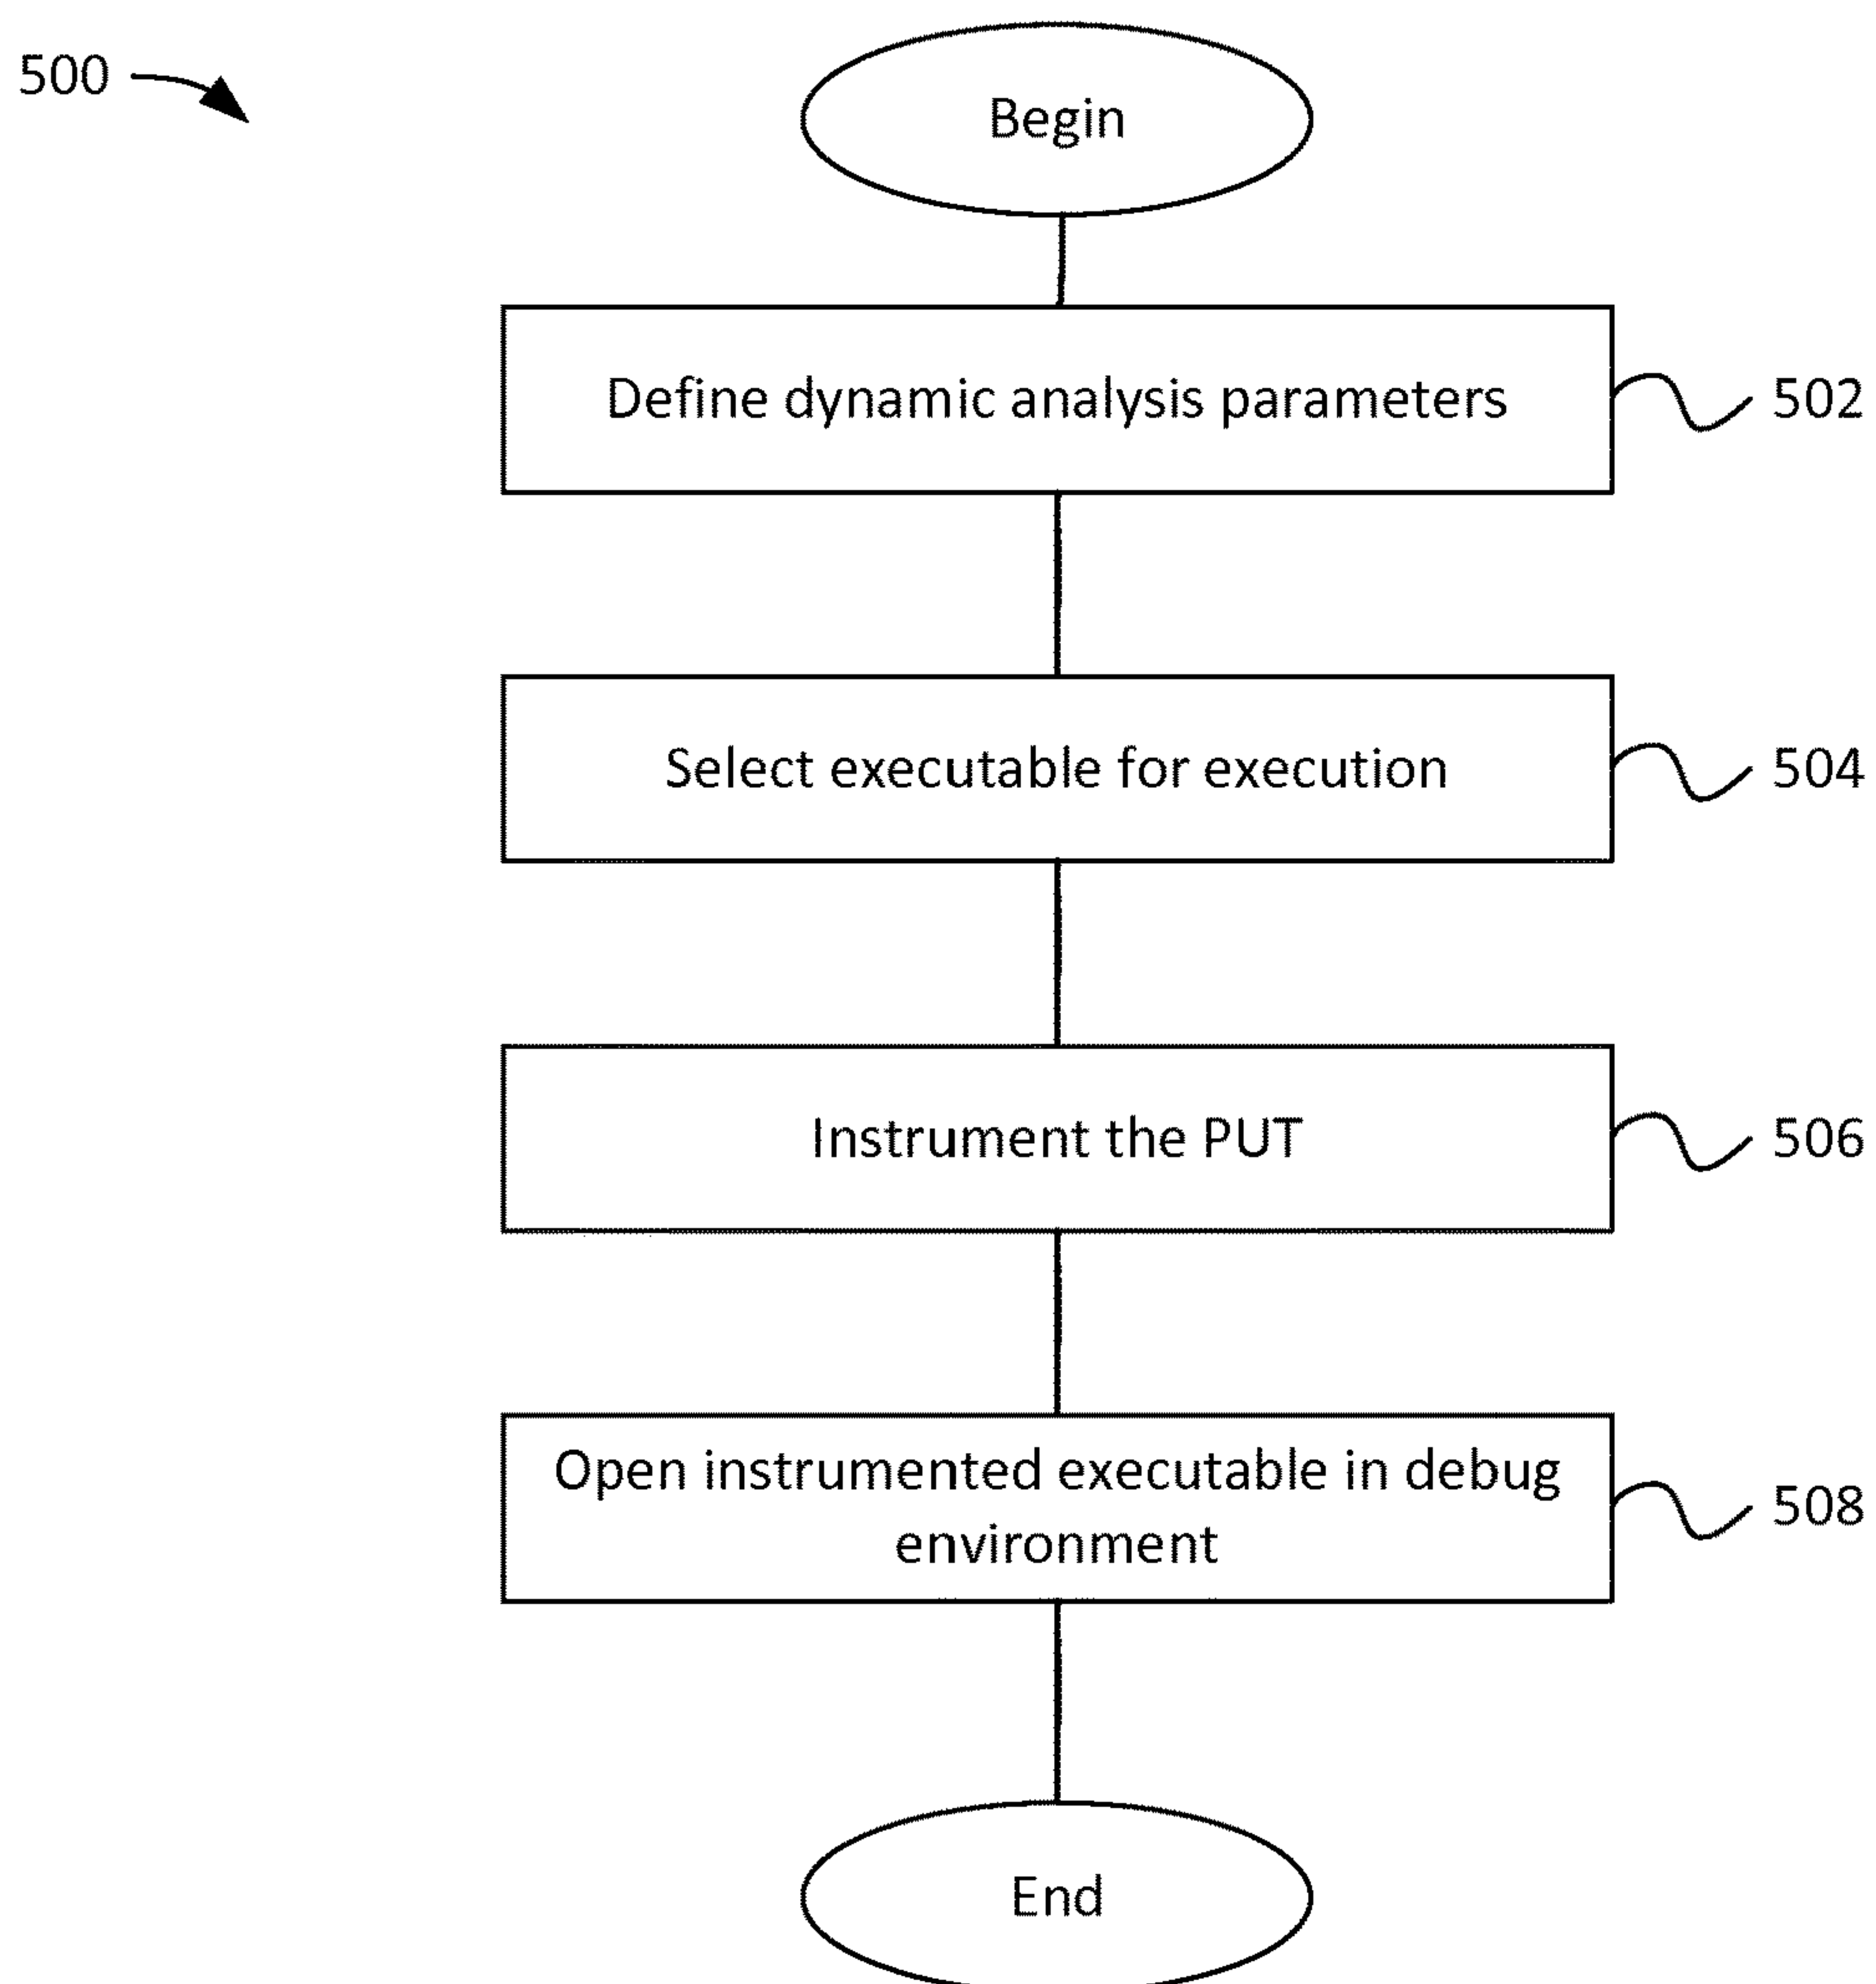 500
Begin
Define dynamic analysis parameters
502
Select executable for execution
504
Instrument the PUT
506
Open instrumented executable in debug
environment
508
End